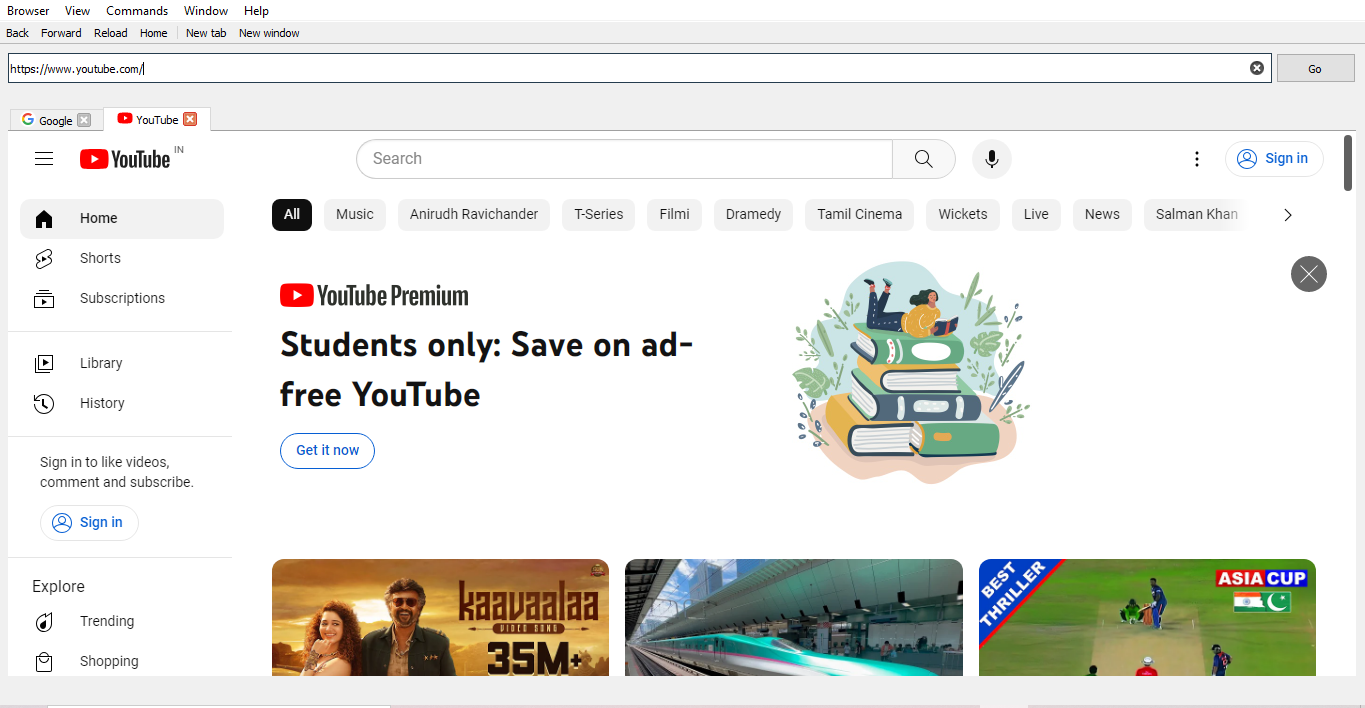 Browser View Commands Window Help
Back Forward Reload Home New tab New window
https://www.youtube.com/
Go
Google YouTube
YouTube IN
Search
Sign in
Home
Shorts
Subscriptions
Library
History
Sign in to like videos,
comment and subscribe.
Sign in
Explore
Trending
Shopping
All Music Anirudh Ravichander T-Series Filmi Dramedy Tamil Cinema Wickets Live News Salman Khan
YouTube Premium
Students only: Save on ad-
free YouTube
Get it now
kaavaalaa
VIDEO SONG
35M+
BEST
THRILLER
ASIA CUP